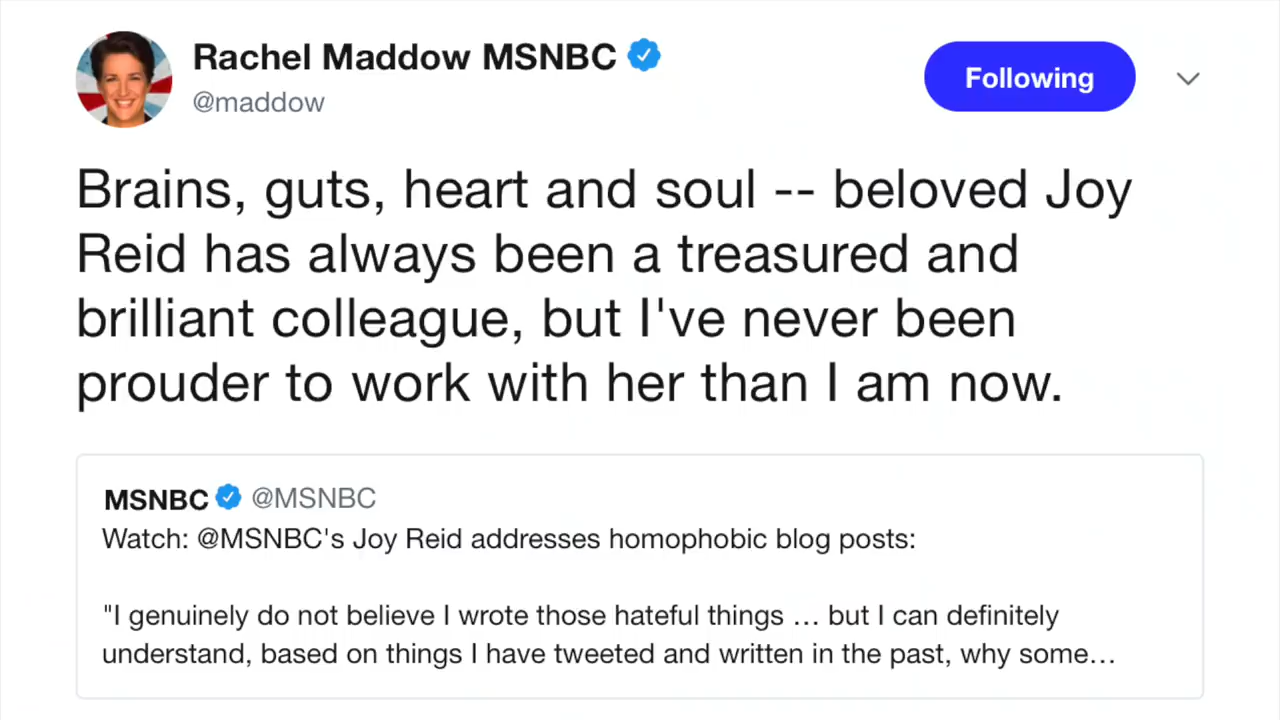 Rachel Maddow MSNBC
@maddow
Following
Brains, guts, heart and soul -- beloved Joy
Reid has always been a treasured and
brilliant colleague, but I've never been
prouder to work with her than I am now.
MSNBC @MSNBC
Watch: @MSNBC's Joy Reid addresses homophobic blog posts:
"I genuinely do not believe I wrote those hateful things … but I can definitely
understand, based on things I have tweeted and written in the past, why some…